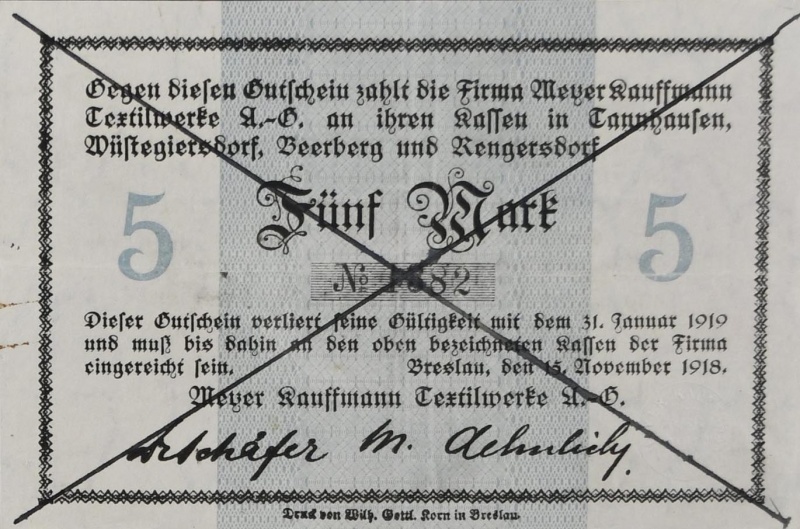 Gegen diesen Gutschein zahlt die Firma Meyer Kauffmann
Textilwerke A.-G. an ihren Kassen in Tannhausen,
Wüstegiersdorf, Beerberg und Rengersdorf
5 Fünf Mark 5
No 1882
Dieser Gutschein verliert seine Gültigkeit mit dem 31. Januar 1919
und muß bis dahin an den oben bezeichneten Kassen der Firma
eingereicht sein. Breslau, den 15. November 1918.
Meyer Kauffmann Textilwerke A.-G.
Schäfer M.
Druck von Wilh. Gottl. Korn in Breslau.